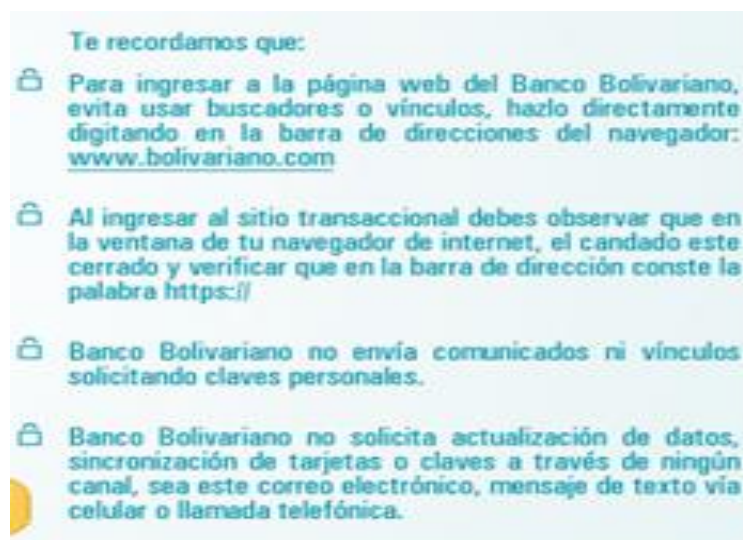 Te recordamos que:
Para ingresar a la página web del Banco Bolivariano,
evita usar buscadores o vínculos, hazlo directamente
digitando en la barra de direcciones del navegador:
www.bolivariano.com
Al ingresar al sitio transaccional debes observar que en
la ventana de tu navegador de internet, el candado este
cerrado y verificar que en la barra de dirección conste la
palabra https://
Banco Bolivariano no envía comunicados ni vínculos
solicitando claves personales.
Banco Bolivariano no solicita actualización de datos,
sincronización de tarjetas o claves a través de ningún
canal, sea este correo electrónico, mensaje de texto vía
celular o llamada telefónica.